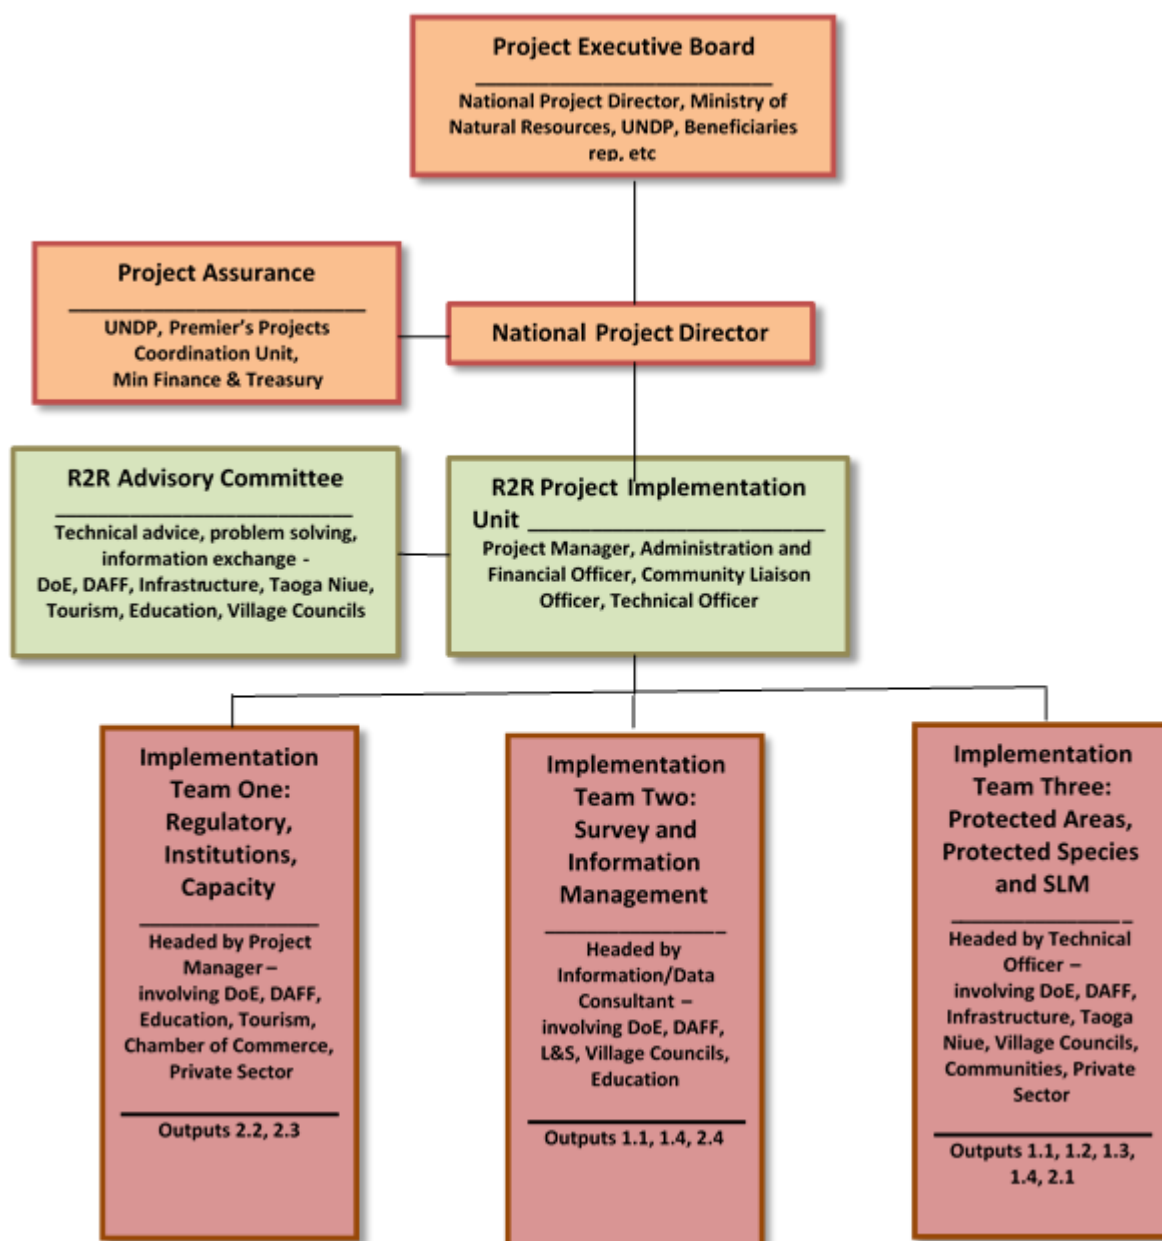 Project Executive Board
National Project Director, Ministry of
Natural Resources, UNDP, Beneficiaries
rep, etc
Project Assurance
UNDP, Premier's Projects
Coordination Unit,
Min Finance & Treasury
National Project Director
R2R Advisory Committee
Technical advice, problem solving,
information exchange -
DoE, DAFF, Infrastructure, Taoga Niue,
Tourism, Education, Village Councils
R2R Project Implementation
Unit
Project Manager, Administration and
Financial Officer, Community Liaison
Officer, Technical Officer
Implementation
Team One:
Regulatory,
Institutions,
Capacity
Headed by Project
Manager –
involving DoE, DAFF,
Education, Tourism,
Chamber of Commerce,
Private Sector
Outputs 2.2, 2.3
Implementation
Team Two:
Survey and
Information
Management
Headed by
Information/Data
Consultant –
involving DoE, DAFF,
L&S, Village Councils,
Education
Outputs 1.1, 1.4, 2.4
Implementation
Team Three:
Protected Areas,
Protected Species
and SLM
Headed by Technical
Officer –
involving DoE, DAFF,
Infrastructure, Taoga
Niue, Village Councils,
Communities, Private
Sector
Outputs 1.1, 1.2, 1.3,
1.4, 2.1